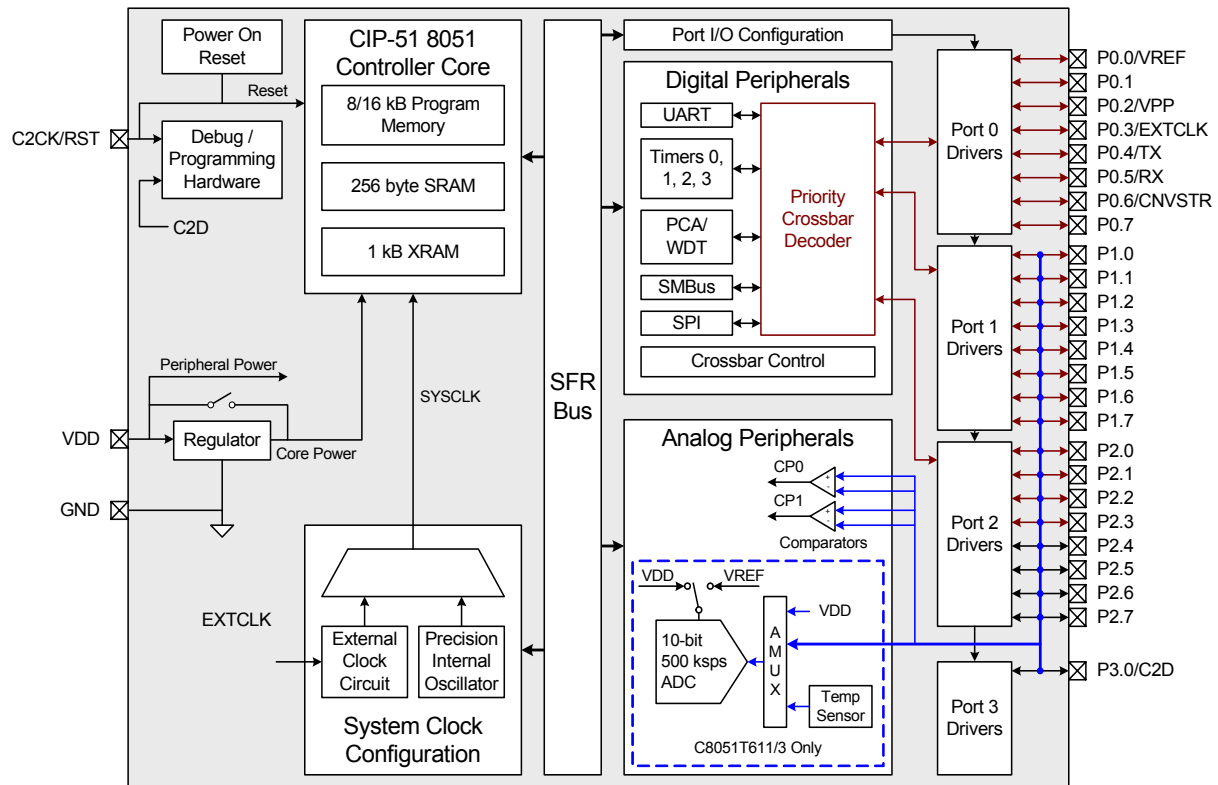 Power On
Reset
Reset
C2CK/RST
Debug /
Programming
Hardware
C2D
CIP-51 8051
Controller Core
8/16 kB Program
Memory
256 byte SRAM
1 kB XRAM
Peripheral Power
VDD
Regulator
Core Power
GND
SYSCLK
EXTCLK
External
Clock
Circuit
Precision
Internal
Oscillator
System Clock
Configuration
SFR
Bus
Port I/O Configuration
Digital Peripherals
UART
Timers 0,
1, 2, 3
PCA/
WDT
SMBus
SPI
Priority
Crossbar
Decoder
Crossbar Control
Analog Peripherals
CP0
+
-
CP1
+
-
Comparators
VDD
VREF
VDD
10-bit
500 ksps
ADC
A
M
U
X
Temp
Sensor
C8051T611/3 Only
Port 0
Drivers
Port 1
Drivers
Port 2
Drivers
Port 3
Drivers
P0.0/VREF
P0.1
P0.2/VPP
P0.3/EXTCLK
P0.4/TX
P0.5/RX
P0.6/CNVSTR
P0.7
P1.0
P1.1
P1.2
P1.3
P1.4
P1.5
P1.6
P1.7
P2.0
P2.1
P2.2
P2.3
P2.4
P2.5
P2.6
P2.7
P3.0/C2D